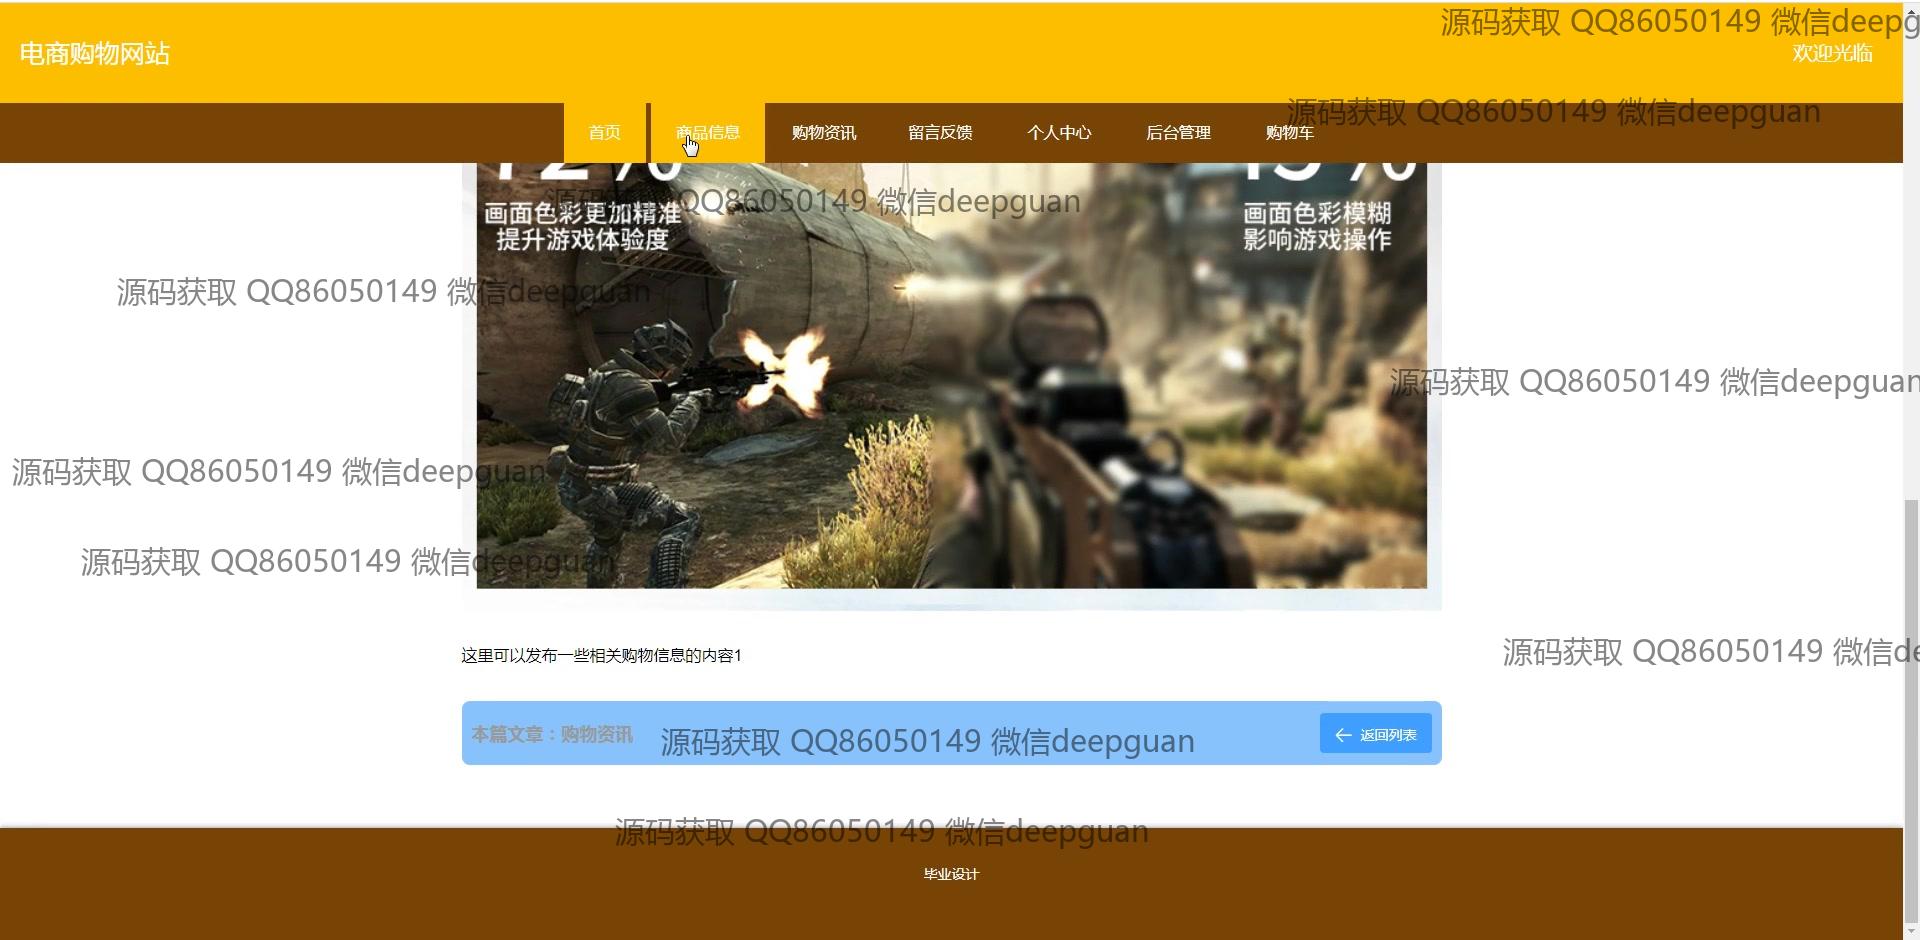 源码获取 QQ86050149 微信deepg
电商购物网站
欢迎光临
源码获取 QQ86050149 微信deepguan
首页
商品信息
购物资讯
留言反馈
个人中心
后台管理
购物车
源码获取 QQ86050149 微信deepguan
画面色彩更加精准
提升游戏体验度
画面色彩模糊
影响游戏操作
源码获取 QQ86050149 微信deepguan
源码获取 QQ86050149 微信deepguan
源码获取 QQ86050149 微信deepguan
源码获取 QQ86050149 微信deepguan
这里可以发布一些相关购物信息的内容1
源码获取 QQ86050149 微信de
本篇文章：购物资讯
源码获取 QQ86050149 微信deepguan
返回列表
源码获取 QQ86050149 微信deepguan
毕业设计